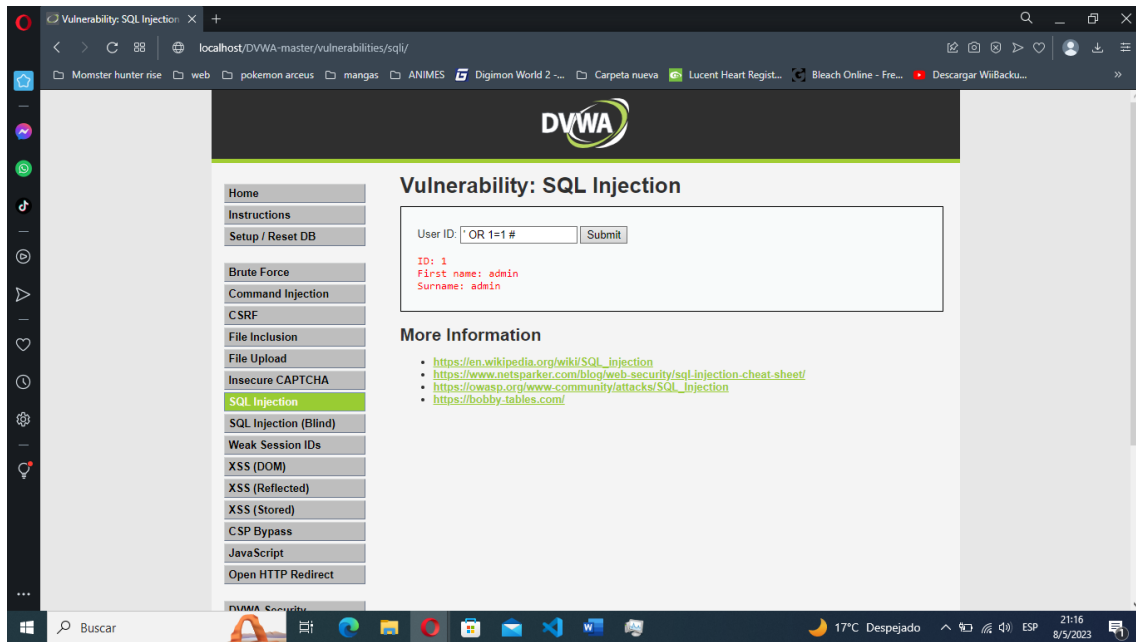 Vulnerability: SQL Injection
localhost/DVWA-master/vulnerabilities/sqli/
Momster hunter rise web pokemon arceus mangas ANIMES Digimon World 2 -... Carpeta nueva Lucent Heart Regist... Bleach Online - Fre... Descargar WiiBacku... »
DVWA
Vulnerability: SQL Injection
Home
Instructions
Setup / Reset DB
Brute Force
Command Injection
CSRF
File Inclusion
File Upload
Insecure CAPTCHA
SQL Injection
SQL Injection (Blind)
Weak Session IDs
XSS (DOM)
XSS (Reflected)
XSS (Stored)
CSP Bypass
JavaScript
Open HTTP Redirect
DVWA Security
User ID: ' OR 1=1 # Submit
ID: 1
First name: admin
Surname: admin
More Information
https://en.wikipedia.org/wiki/SQL_injection
https://www.netsparker.com/blog/web-security/sql-injection-cheat-sheet/
https://owasp.org/www-community/attacks/SQL_Injection
https://bobby-tables.com/
Buscar
17°C Despejado
ESP
21:16
8/5/2023